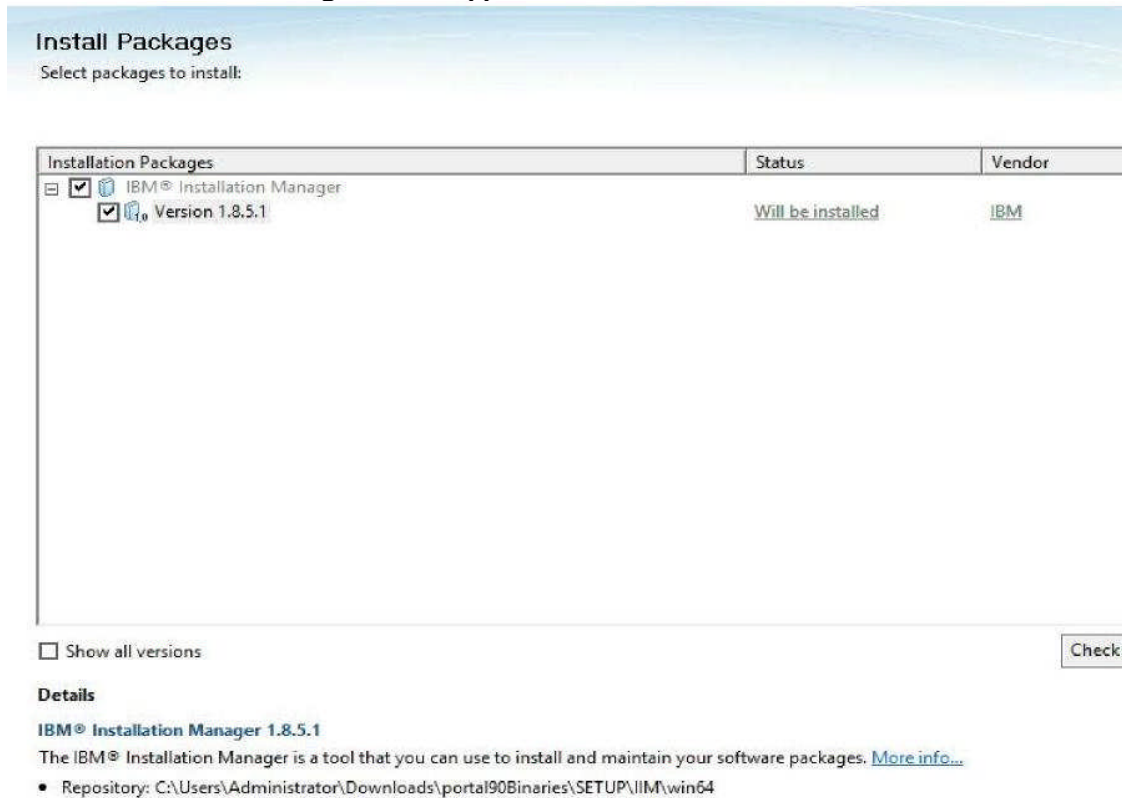 Install Packages
Select packages to install:
Installation Packages Status Vendor
IBM® Installation Manager
Version 1.8.5.1 Will be installed IBM
Show all versions Check
Details
IBM® Installation Manager 1.8.5.1
The IBM® Installation Manager is a tool that you can use to install and maintain your software packages. More info...
• Repository: C:\Users\Administrator\Downloads\portal90Binaries\SETUP\IIM\win64